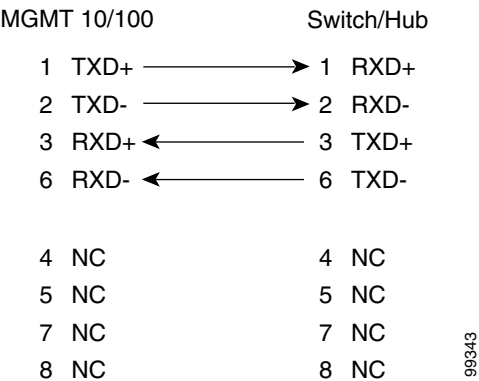 MGMT 10/100 Switch/Hub
1 TXD+ 1 RXD+
2 TXD- 2 RXD-
3 RXD+ 3 TXD+
6 RXD- 6 TXD-
4 NC 4 NC
5 NC 5 NC
7 NC 7 NC
8 NC 8 NC
99343